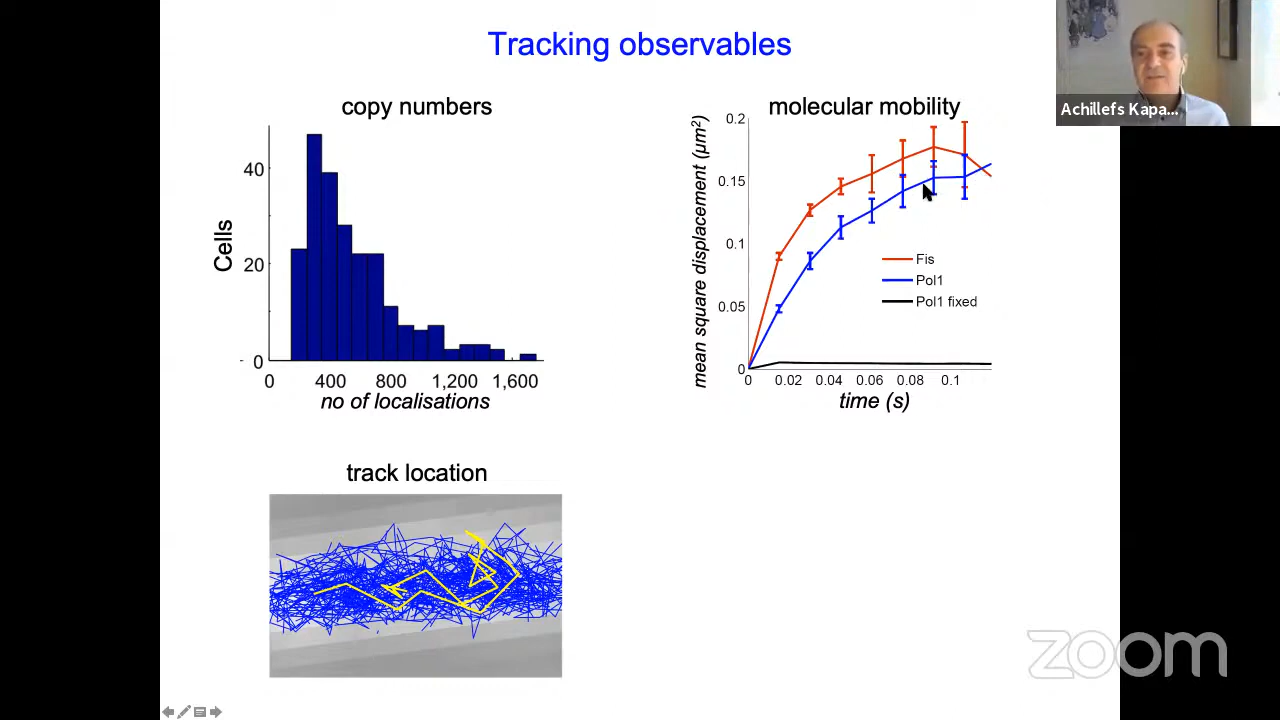 Tracking observables
Achillefs Kapa...
copy numbers
40
20
0
Cells
0 400 800 1,200 1,600
no of localisations
molecular mobility
0.2
0.15
0.1
0.05
0
mean square displacement (µm²)
Fis
Pol1
Pol1 fixed
0 0.02 0.04 0.06 0.08 0.1
time (s)
track location
zoom